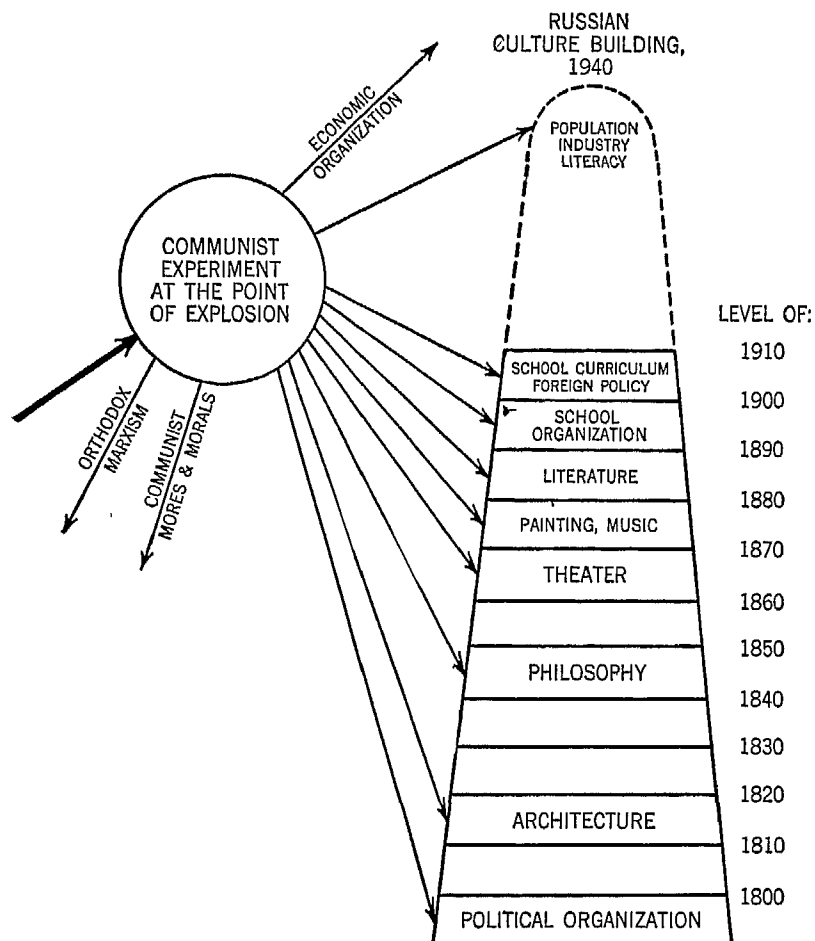 RUSSIAN
CULTURE BUILDING,
1940
ECONOMIC
ORGANIZATION
POPULATION
INDUSTRY
LITERACY
COMMUNIST
EXPERIMENT
AT THE POINT
OF EXPLOSION
ORTHODOX
MARXISM
COMMUNIST
MORES & MORALS
LEVEL OF:
1910
SCHOOL CURRICULUM
FOREIGN POLICY
1900
SCHOOL
ORGANIZATION
1890
LITERATURE
1880
PAINTING, MUSIC
1870
THEATER
1860
1850
PHILOSOPHY
1840
1830
1820
ARCHITECTURE
1810
1800
POLITICAL ORGANIZATION